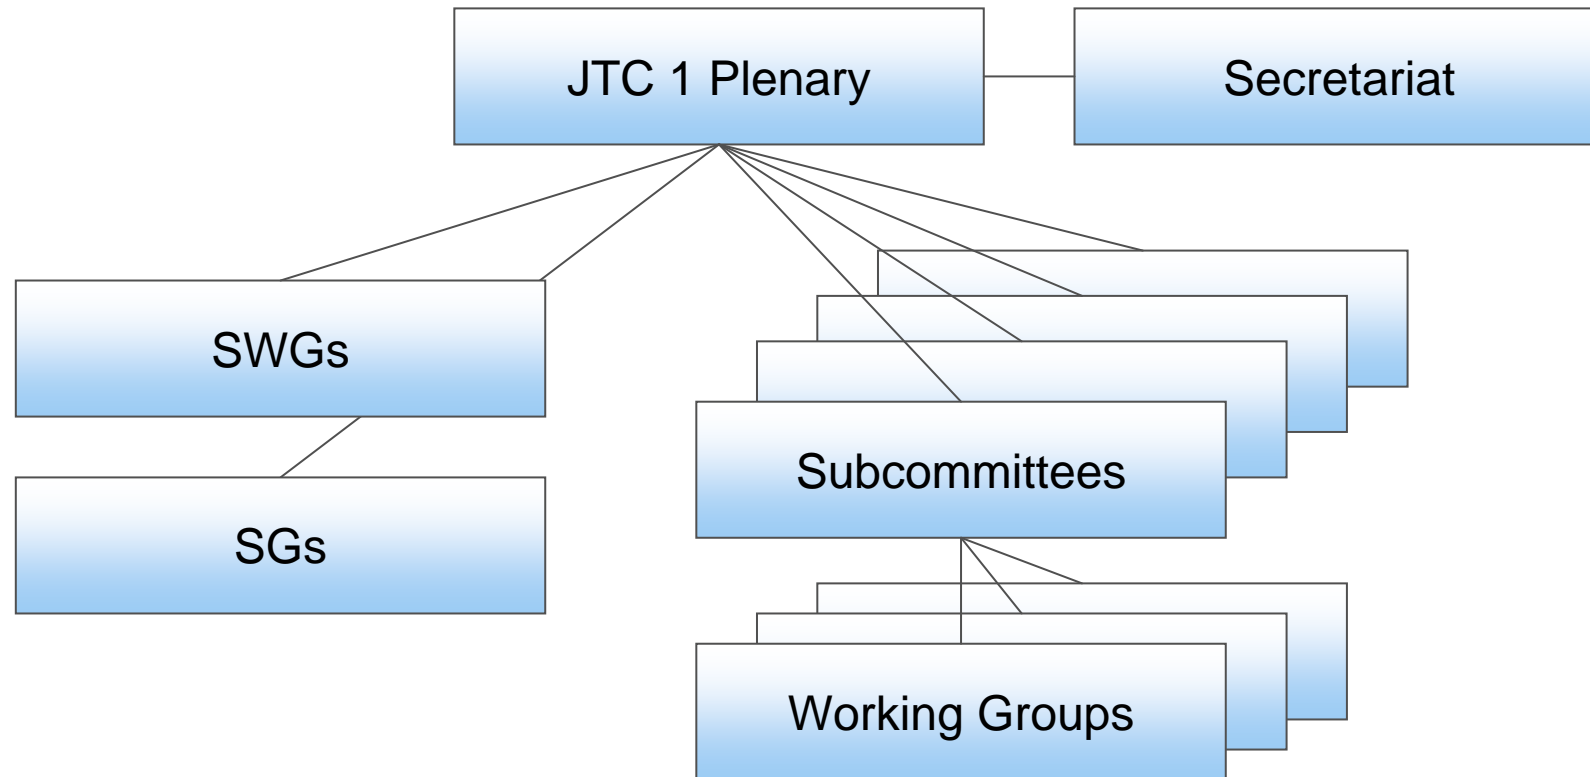 JTC 1 Plenary
Secretariat
SWGs
Subcommittees
SGs
Working Groups